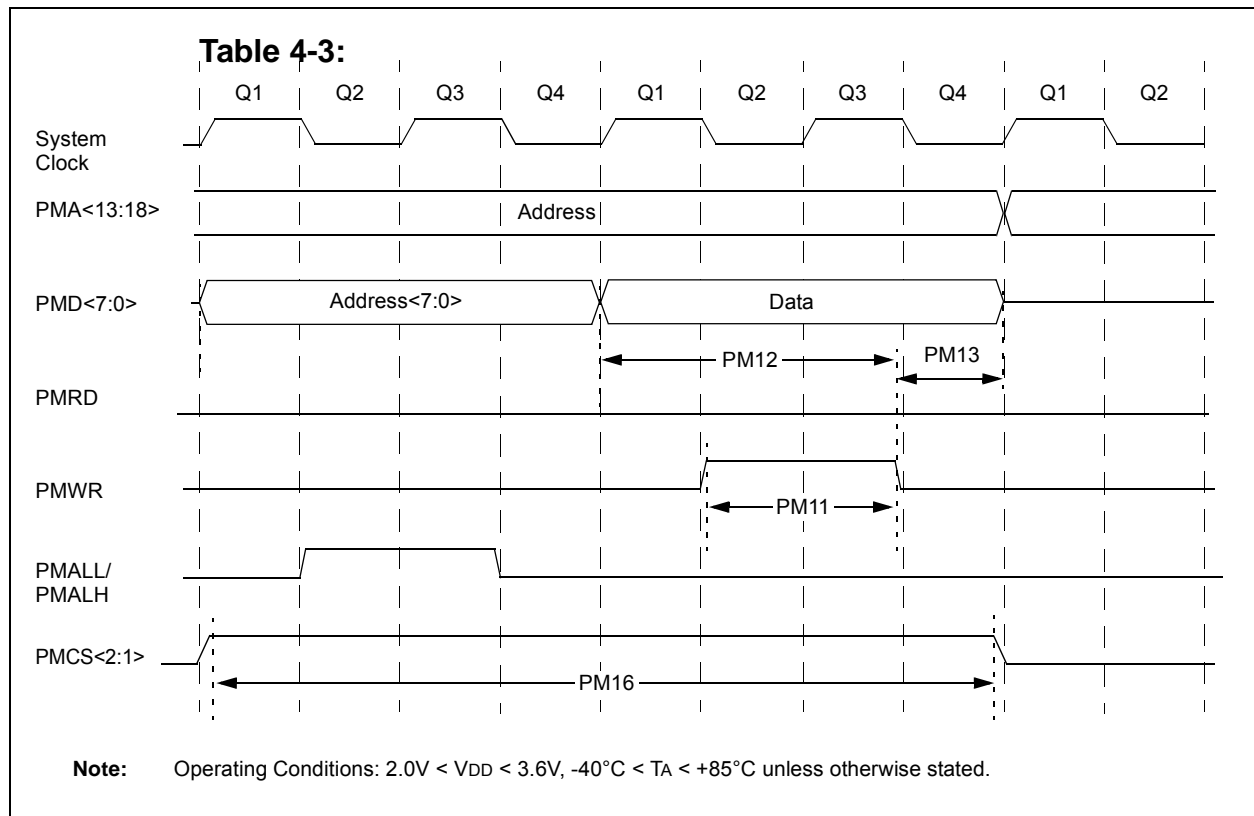 Table 4-3:
Q1 Q2 Q3 Q4 Q1 Q2 Q3 Q4 Q1 Q2
System
Clock
PMA<13:18>
Address
PMD<7:0>
Address<7:0>
Data
PM12
PM13
PMRD
PMWR
PM11
PMALL/
PMALH
PMCS<2:1>
PM16
Note: Operating Conditions: 2.0V < VDD < 3.6V, -40°C < TA < +85°C unless otherwise stated.